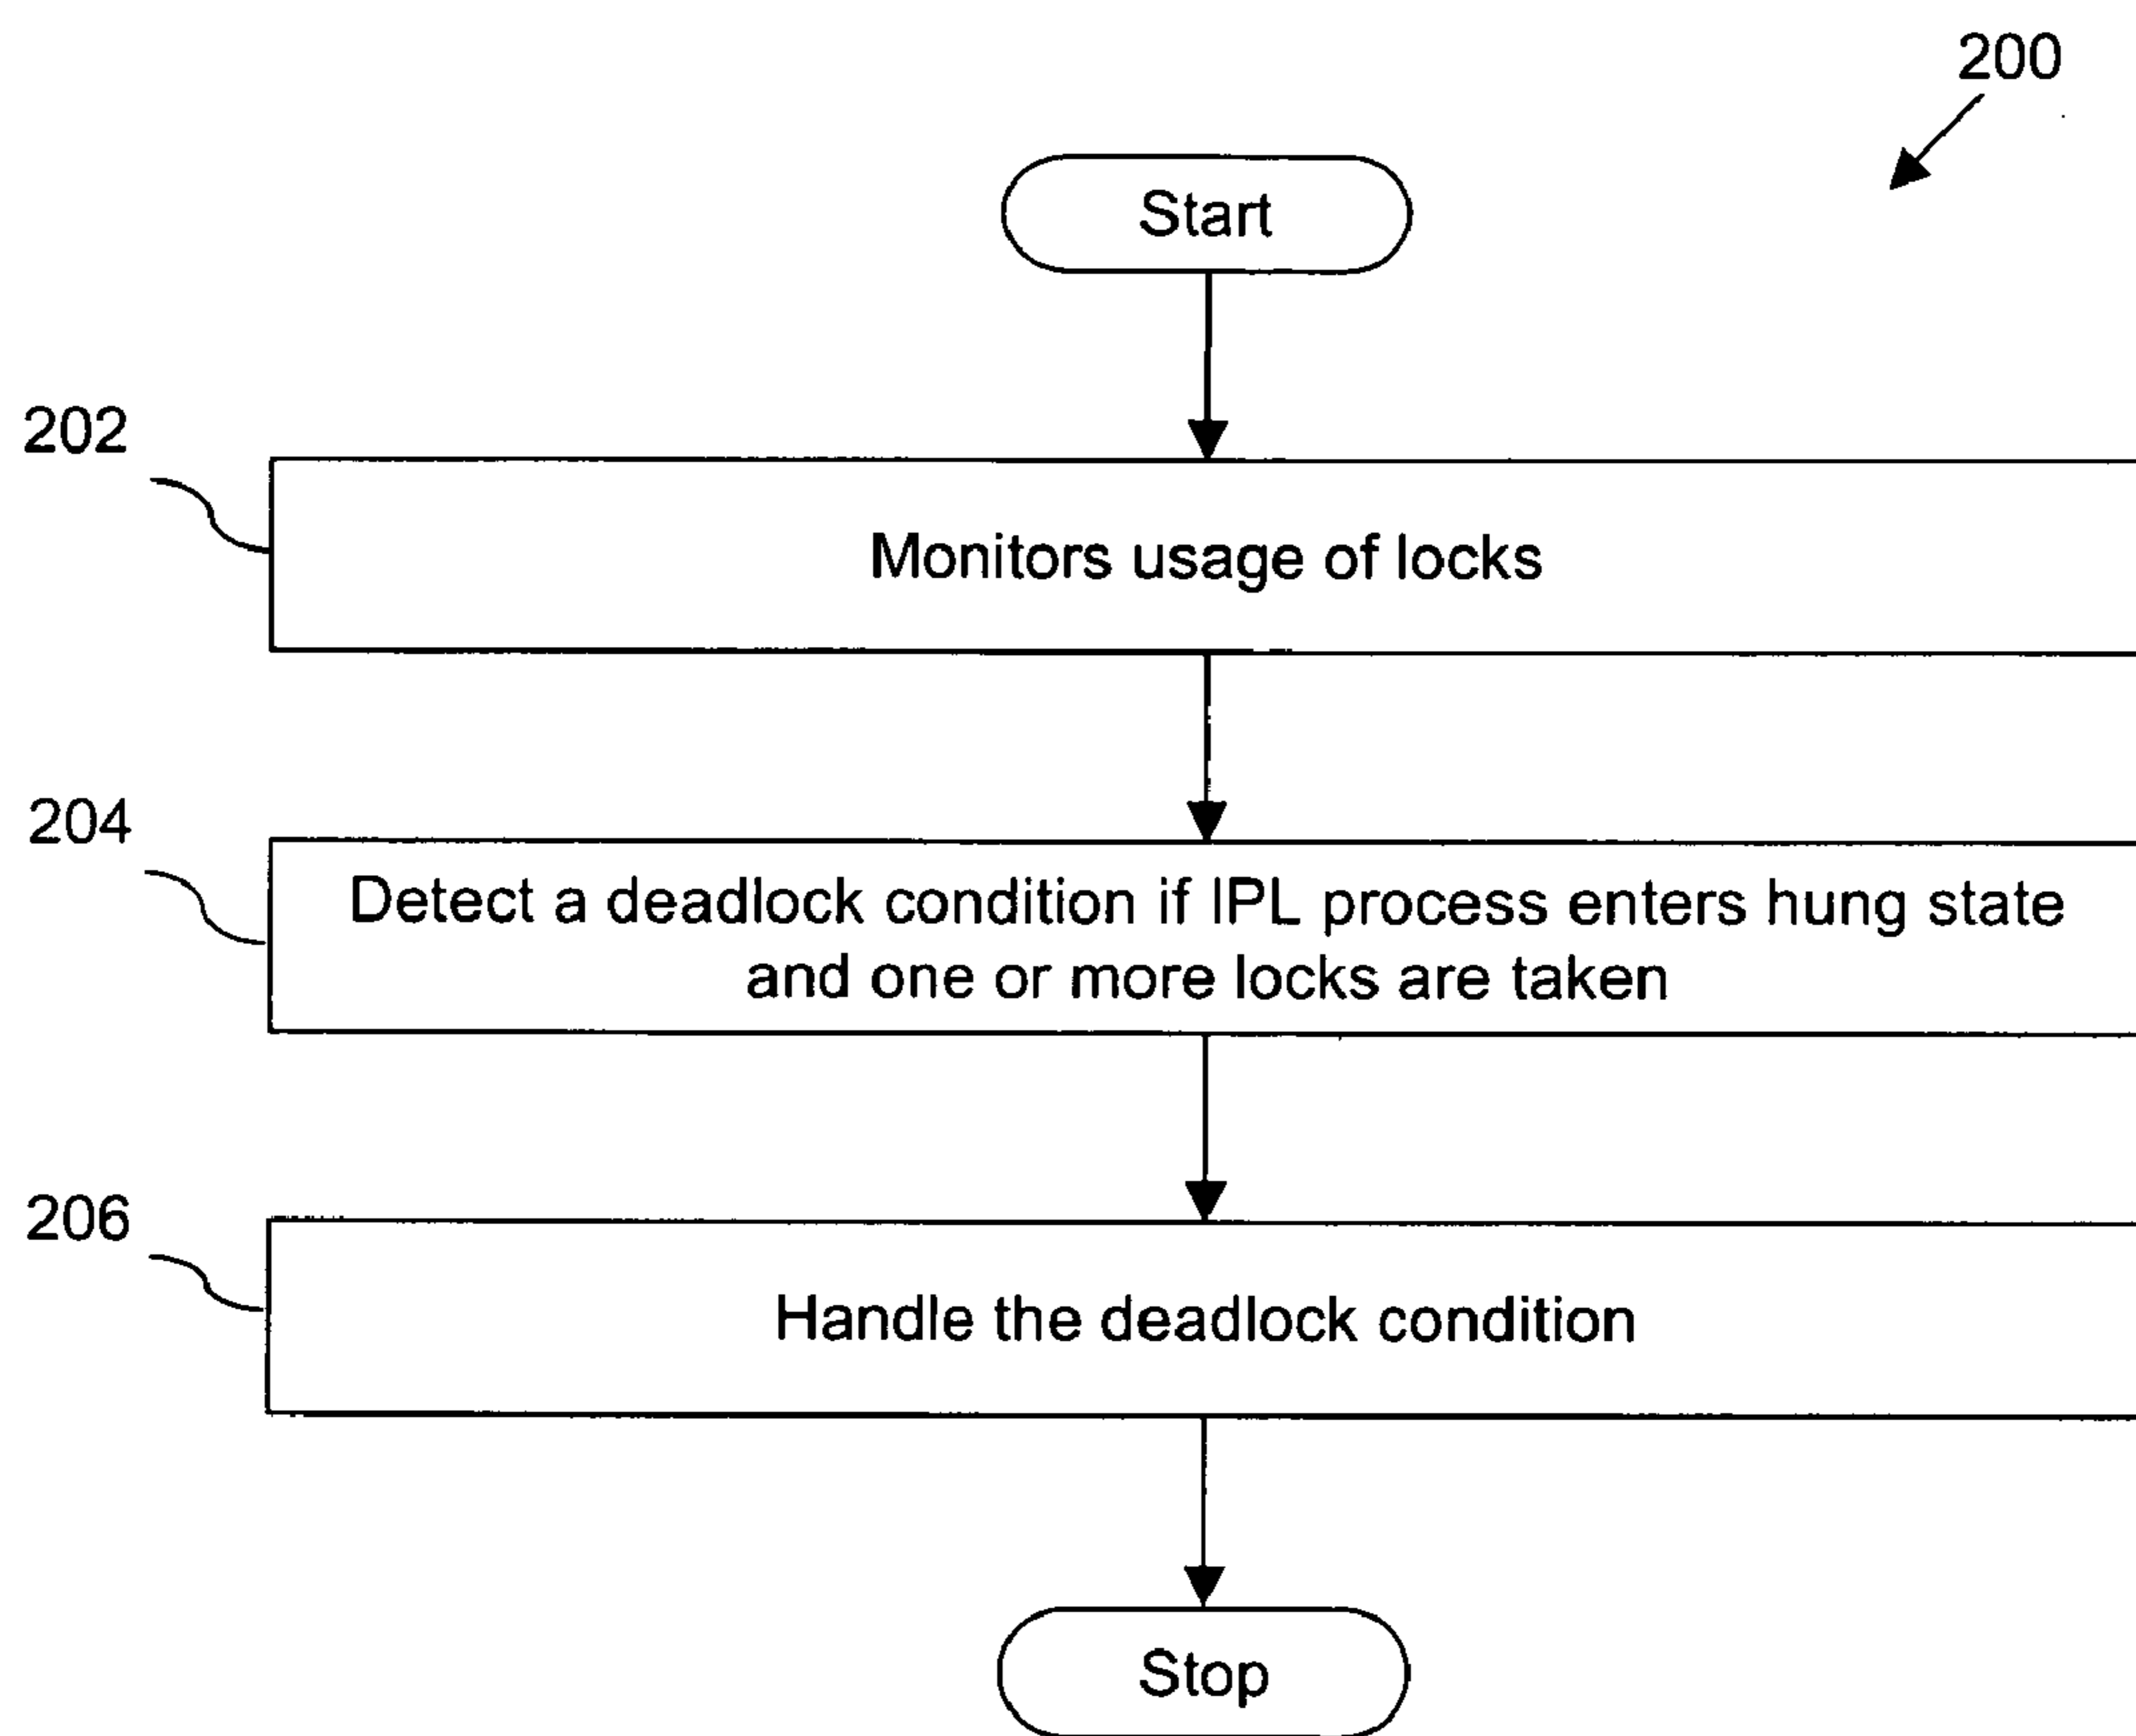 200
Start
202
Monitors usage of locks
204
Detect a deadlock condition if IPL process enters hung state
and one or more locks are taken
206
Handle the deadlock condition
Stop